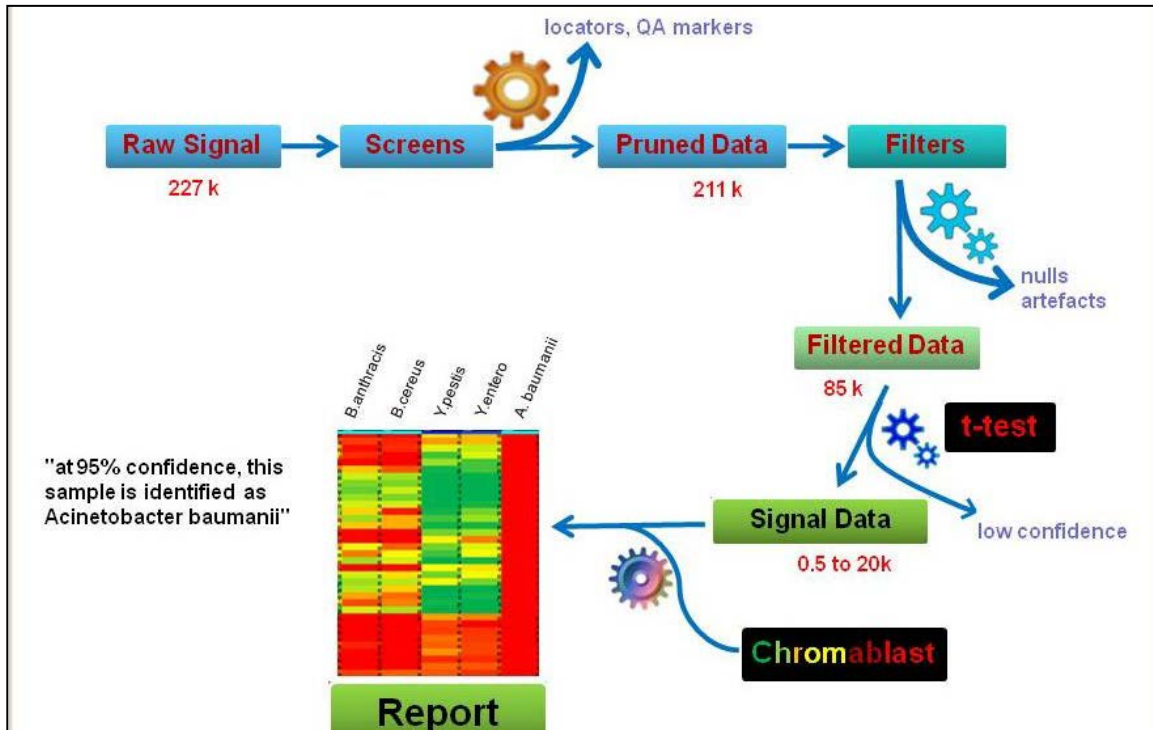 locators, QA markers
Raw Signal
Screens
Pruned Data
Filters
227 k
211 k
nulls
artefacts
Filtered Data
85 k
t-test
low confidence
Signal Data
0.5 to 20k
Chromablast
B.anthracis
B.cereus
Y.pestis
Y.entero
A. baumanii
"at 95% confidence, this
sample is identified as
Acinetobacter baumanii"
Report